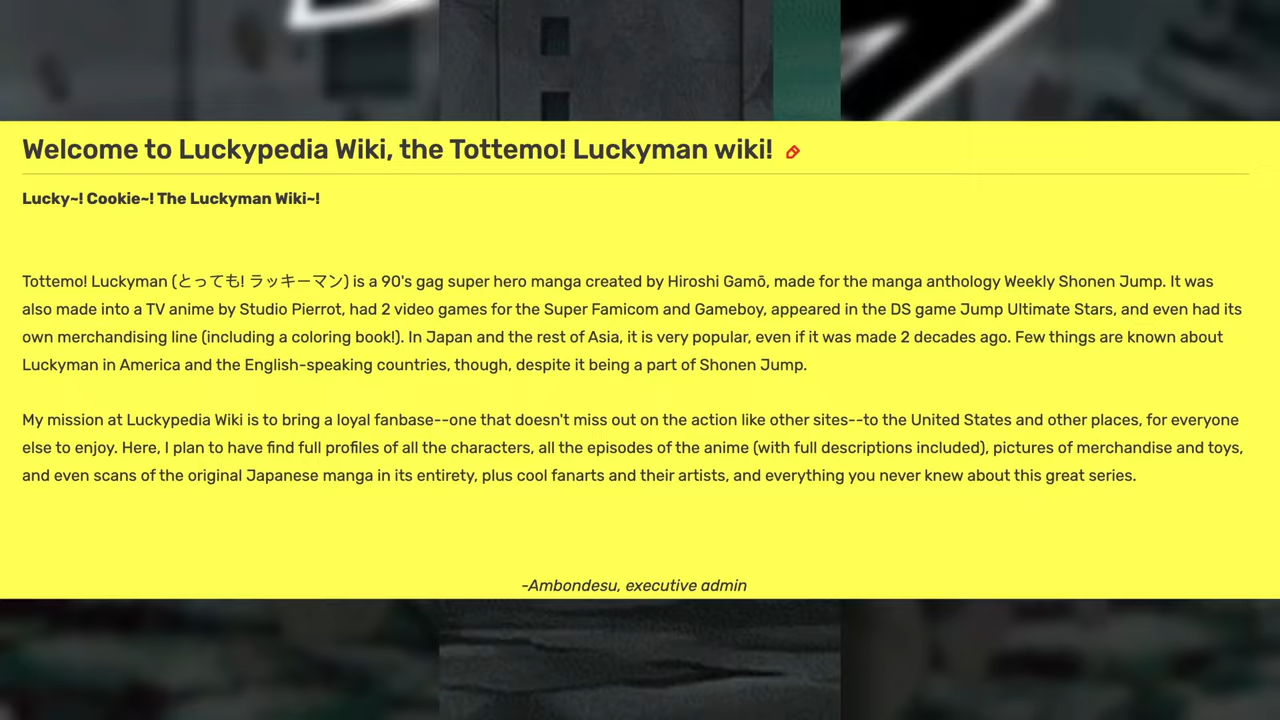 Welcome to Luckypedia Wiki, the Tottemo! Luckyman wiki!
Lucky~! Cookie~! The Luckyman Wiki~!
Tottemo! Luckyman (とっても! ラッキーマン) is a 90's gag super hero manga created by Hiroshi Gamō, made for the manga anthology Weekly Shonen Jump. It was
also made into a TV anime by Studio Pierrot, had 2 video games for the Super Famicom and Gameboy, appeared in the DS game Jump Ultimate Stars, and even had its
own merchandising line (including a coloring book!). In Japan and the rest of Asia, it is very popular, even if it was made 2 decades ago. Few things are known about
Luckyman in America and the English-speaking countries, though, despite it being a part of Shonen Jump.
My mission at Luckypedia Wiki is to bring a loyal fanbase--one that doesn't miss out on the action like other sites--to the United States and other places, for everyone
else to enjoy. Here, I plan to have find full profiles of all the characters, all the episodes of the anime (with full descriptions included), pictures of merchandise and toys,
and even scans of the original Japanese manga in its entirety, plus cool fanarts and their artists, and everything you never knew about this great series.
-Ambondesu, executive admin